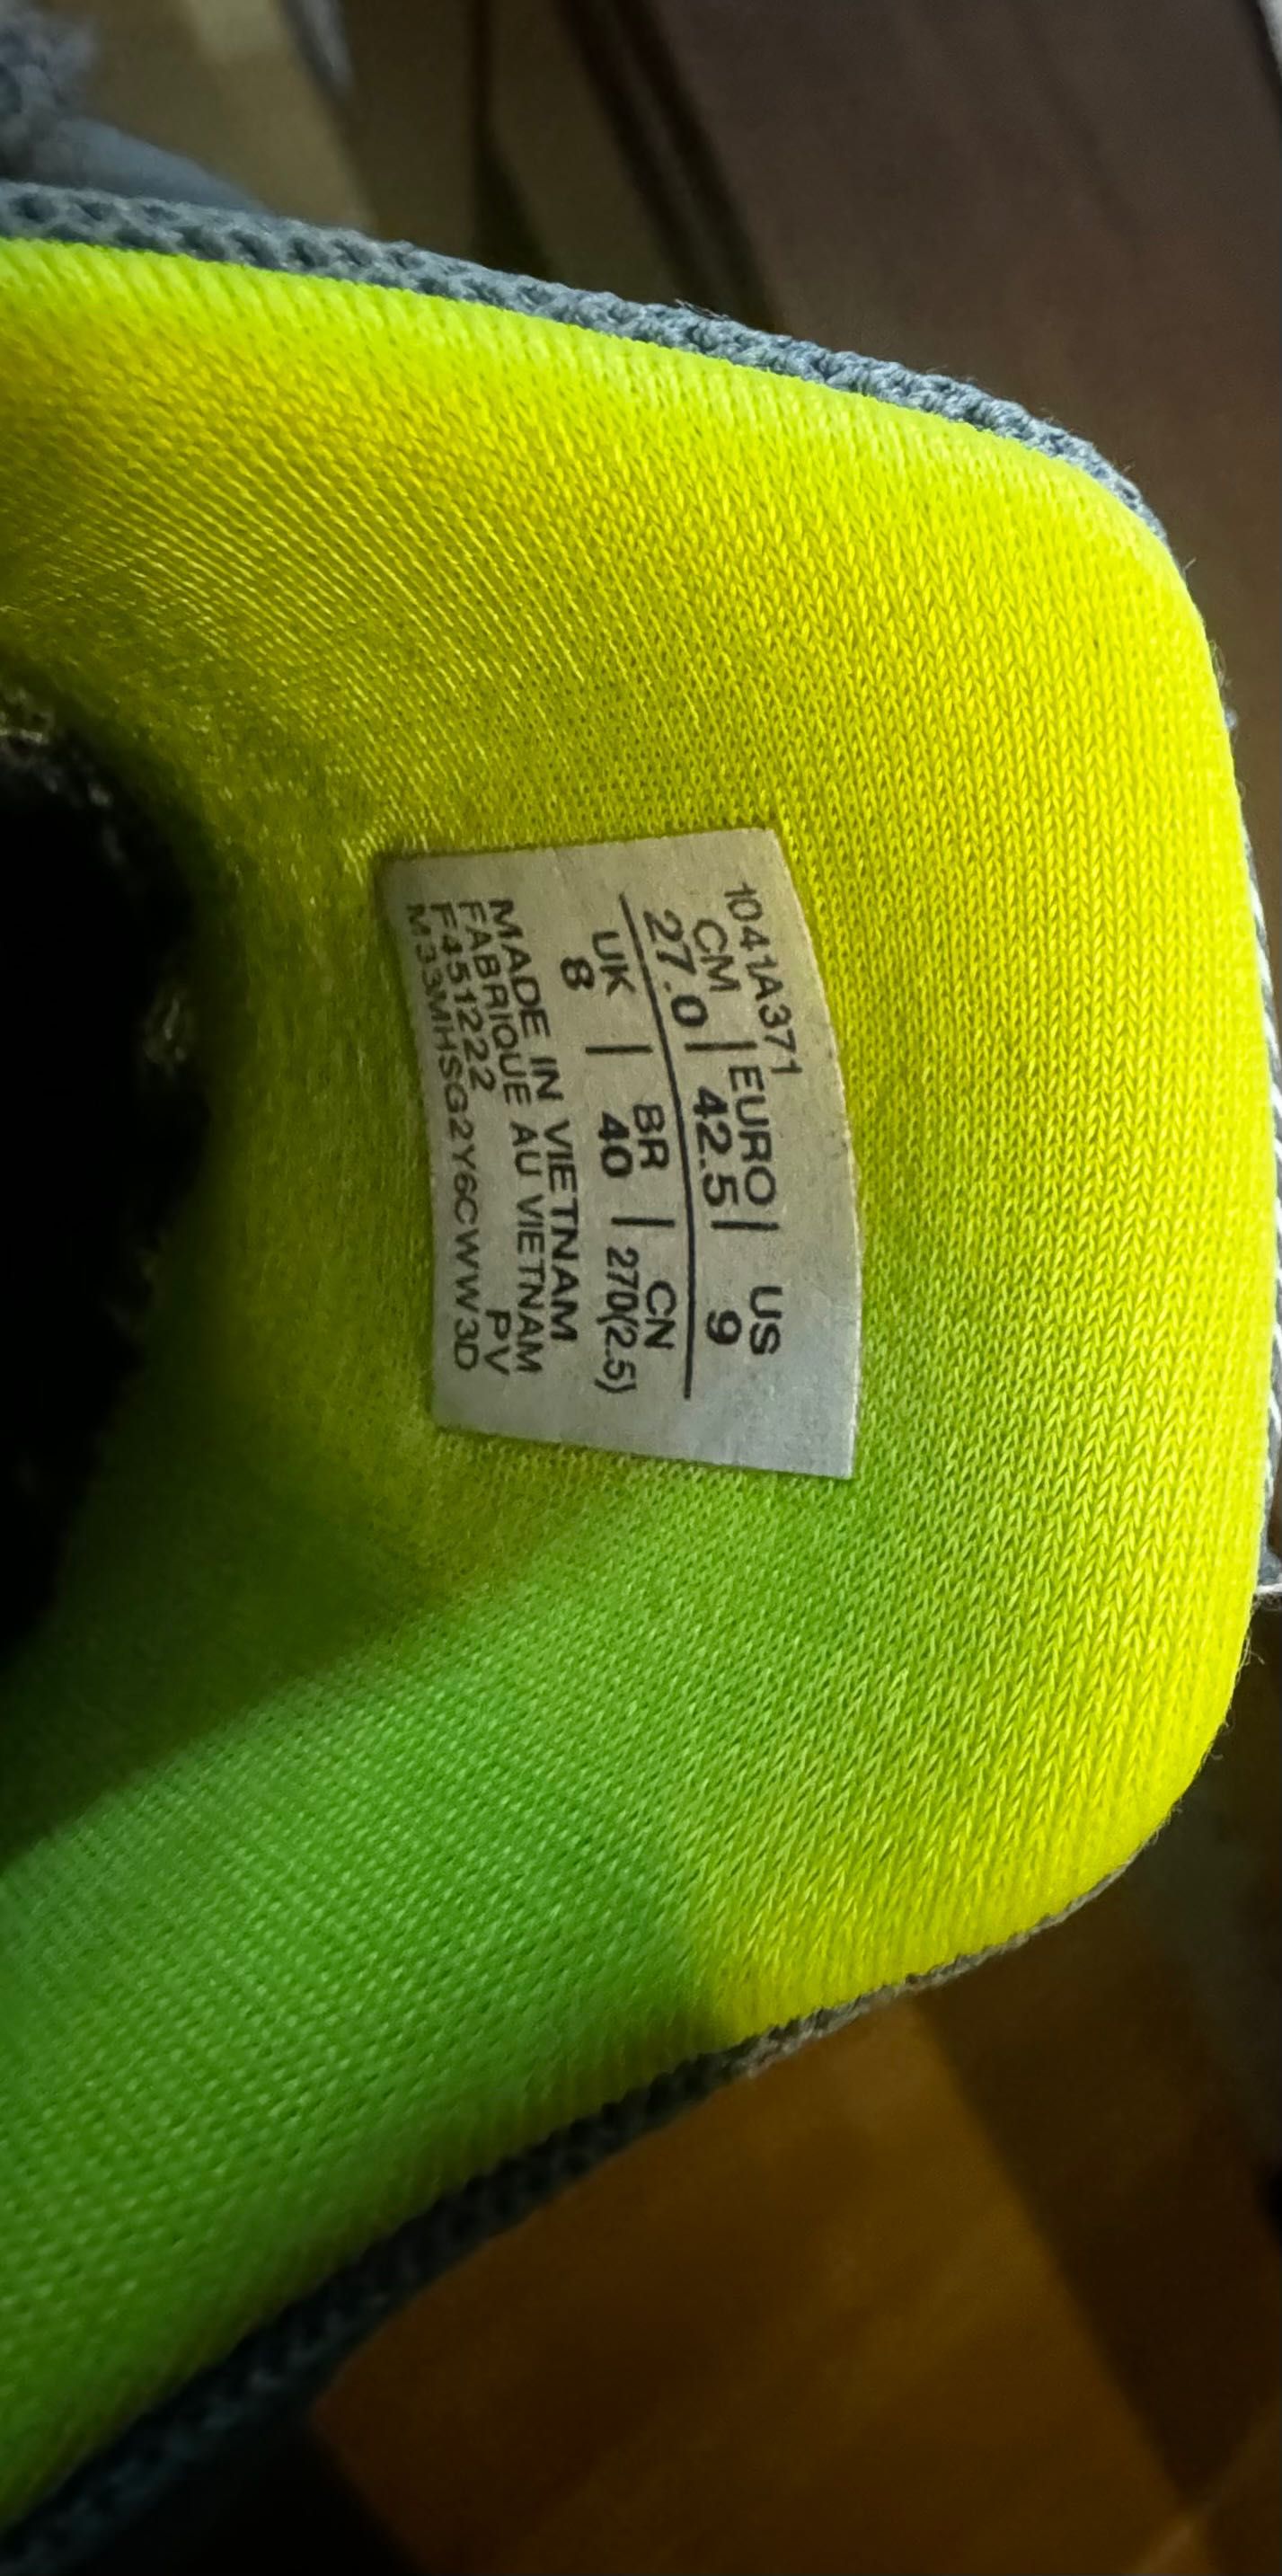 1041A371
CM | EURO | US
27.0 | 42.5 | 9
UK | BR | CN
8 | 40 | 270(2.5)
MADE IN VIETNAM
FABRIQUE AU VIETNAM
F451222 PV
M33MHSG2Y6CWW3D